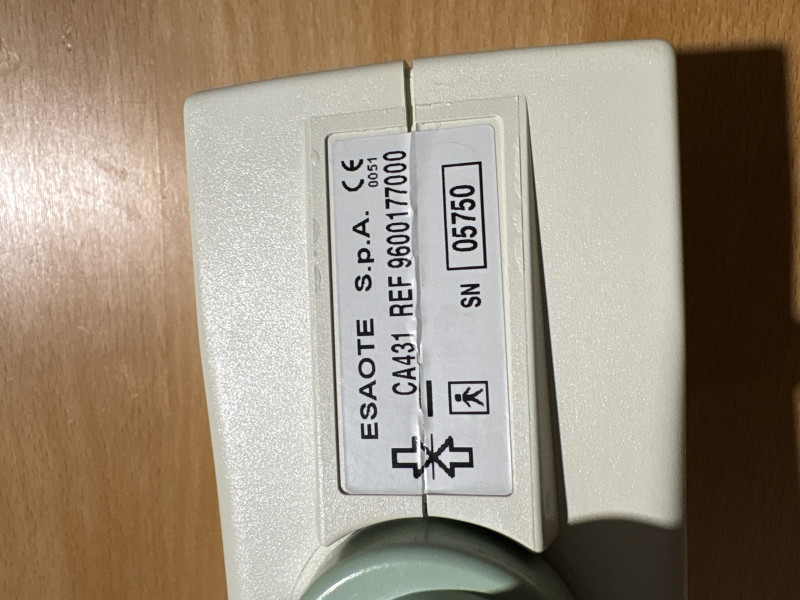 ESAOTE S.p.A. CE
0051
CA431 REF 9600177000
SN 05750